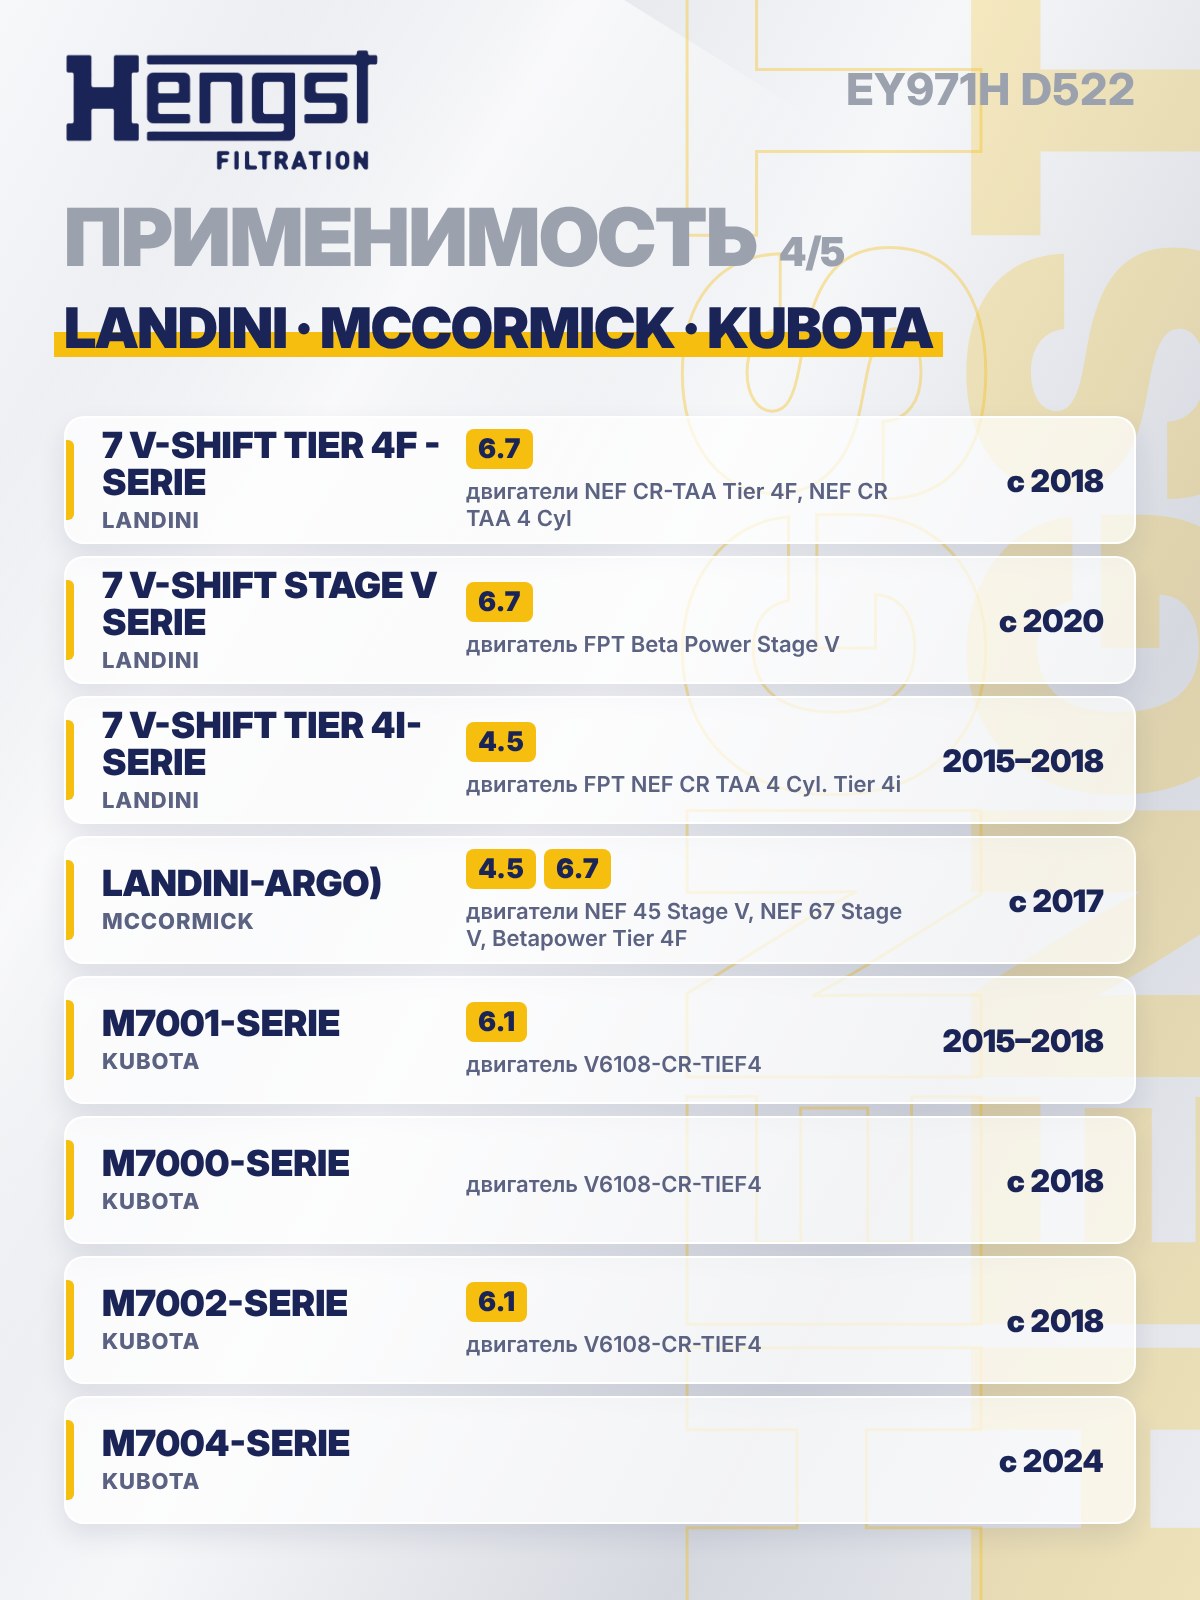 Hengst
FILTRATION
EY971H D522
ПРИМЕНИМОСТЬ 4/5
LANDINI · MCCORMICK · KUBOTA
7 V-SHIFT TIER 4F -
SERIE
LANDINI
6.7
двигатели NEF CR-TAA Tier 4F, NEF CR
TAA 4 Cyl
с 2018
7 V-SHIFT STAGE V
SERIE
LANDINI
6.7
двигатель FPT Beta Power Stage V
с 2020
7 V-SHIFT TIER 4I-
SERIE
LANDINI
4.5
двигатель FPT NEF CR TAA 4 Cyl. Tier 4i
2015–2018
LANDINI-ARGO)
MCCORMICK
4.5 6.7
двигатели NEF 45 Stage V, NEF 67 Stage
V, Betapower Tier 4F
с 2017
M7001-SERIE
KUBOTA
6.1
двигатель V6108-CR-TIEF4
2015–2018
M7000-SERIE
KUBOTA
двигатель V6108-CR-TIEF4
с 2018
M7002-SERIE
KUBOTA
6.1
двигатель V6108-CR-TIEF4
с 2018
M7004-SERIE
KUBOTA
с 2024
HENGST
HENGST